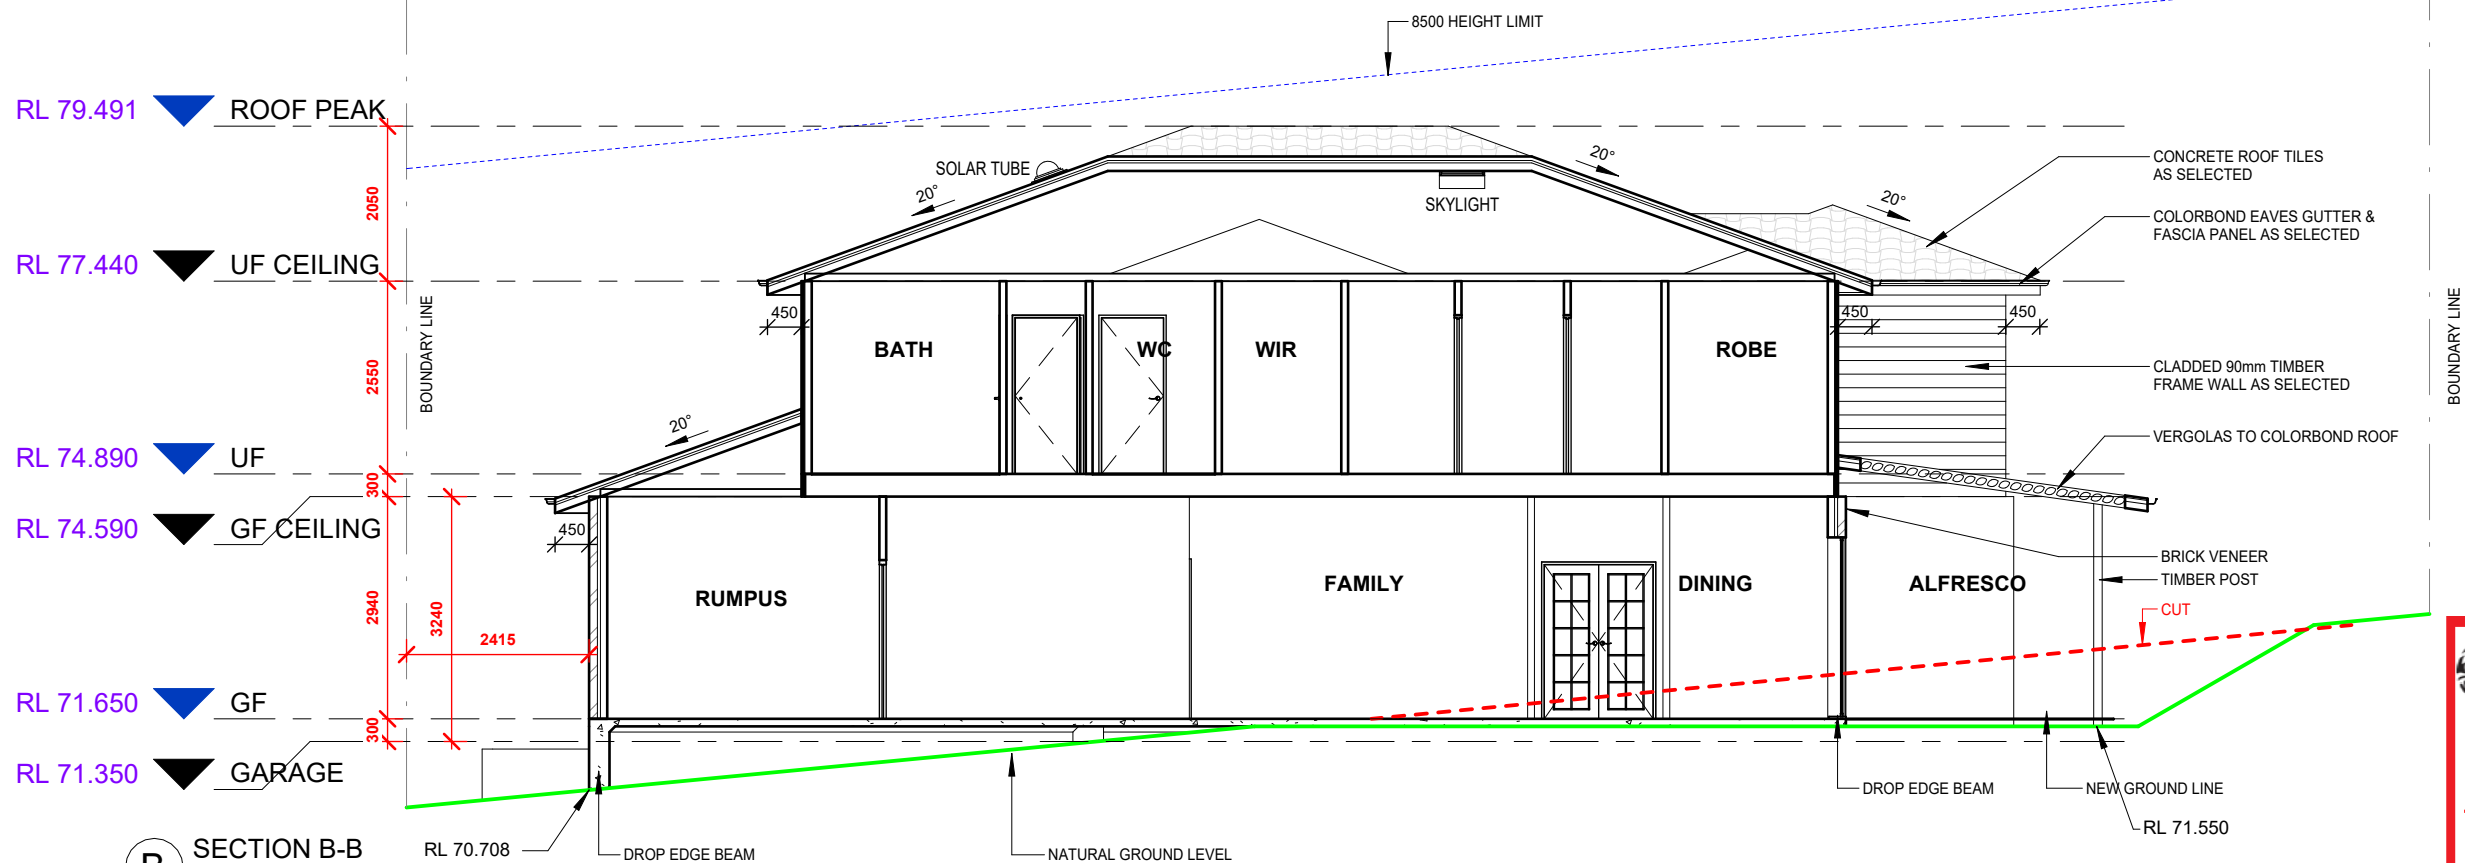 8500 HEIGHT LIMIT
RL 79.491 ROOF PEAK
20°
SOLAR TUBE
CONCRETE ROOF TILES
AS SELECTED
20°
20°
2050
SKYLIGHT
COLORBOND EAVES GUTTER &
FASCIA PANEL AS SELECTED
RL 77.440 UF CEILING
BOUNDARY LINE
BOUNDARY LINE
450
450
450
BATH
WC
WIR
ROBE
2550
CLADDED 90mm TIMBER
FRAME WALL AS SELECTED
20°
VERGOLAS TO COLORBOND ROOF
RL 74.890 UF
300
RL 74.590 GF CEILING
450
BRICK VENEER
TIMBER POST
RUMPUS
FAMILY
DINING
ALFRESCO
2940
3240
CUT
2415
RL 71.650 GF
300
RL 71.350 GARAGE
DROP EDGE BEAM
NEW GROUND LINE
RL 71.550
B
SECTION B-B
RL 70.708
DROP EDGE BEAM
NATURAL GROUND LEVEL